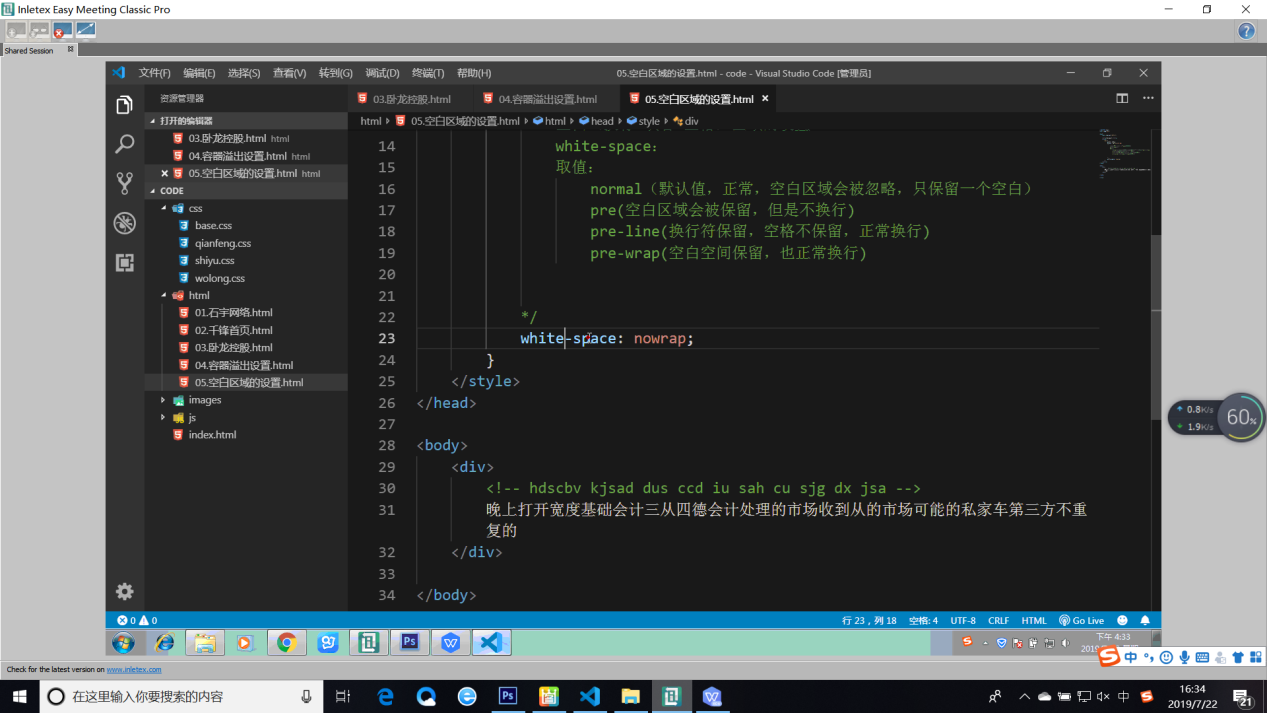 Inletex Easy Meeting Classic Pro
Shared Session
文件(F) 编辑(E) 选择(S) 查看(V) 转到(G) 调试(D) 终端(T) 帮助(H)
05.空白区域的设置.html - code - Visual Studio Code [管理员]
资源管理器
03.卧龙控股.html
04.容器溢出设置.html
05.空白区域的设置.html
打开的编辑器
html › 05.空白区域的设置.html › html › head › style › div
03.卧龙控股.html html
04.容器溢出设置.html html
05.空白区域的设置.html html
CODE
css
base.css
qianfeng.css
shiyu.css
wolong.css
html
01.石宇网络.html
02.千锋首页.html
03.卧龙控股.html
04.容器溢出设置.html
05.空白区域的设置.html
images
js
index.html
14 white-space:
15 取值:
16 normal（默认值，正常，空白区域会被忽略，只保留一个空白）
17 pre(空白区域会被保留，但是不换行)
18 pre-line(换行符保留，空格不保留，正常换行)
19 pre-wrap(空白空间保留，也正常换行)
20
21
22 */
23 white-space: nowrap;
24 }
25 </style>
26 </head>
27
28 <body>
29 <div>
30 <!-- hdscbv kjsad dus ccd iu sah cu sjg dx jsa -->
31 晚上打开宽度基础会计三从四德会计处理的市场收到从的市场可能的私家车第三方不重
复的
32 </div>
33
34 </body>
0.8K/s
1.9K/s
60%
0 0
行 23，列 18 空格: 4 UTF-8 CRLF HTML Go Live
下午 4:33
中
Check for the latest version on www.inletex.com
在这里输入你要搜索的内容
中
16:34
2019/7/22
21